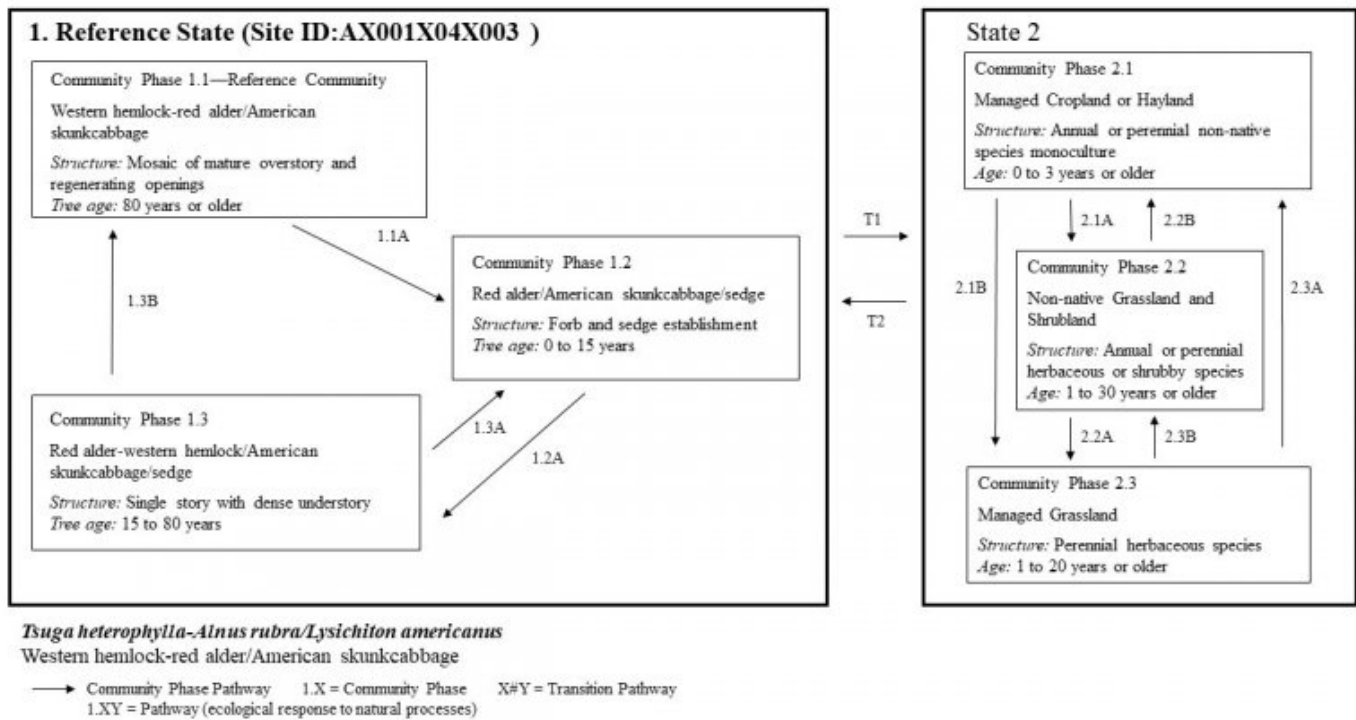 1. Reference State (Site ID:AX001X04X003 )
Community Phase 1.1—Reference Community
Western hemlock-red alder/American
skunkcabbage
Structure: Mosaic of mature overstory and
regenerating openings
Tree age: 80 years or older
1.1A
1.3B
Community Phase 1.2
Red alder/American skunkcabbage/sedge
Structure: Forb and sedge establishment
Tree age: 0 to 15 years
Community Phase 1.3
Red alder-western hemlock/American
skunkcabbage/sedge
Structure: Single story with dense understory
Tree age: 15 to 80 years
1.3A
1.2A
T1
T2
State 2
Community Phase 2.1
Managed Cropland or Hayland
Structure: Annual or perennial non-native
species monoculture
Age: 0 to 3 years or older
2.1A
2.2B
2.1B
2.3A
Community Phase 2.2
Non-native Grassland and
Shrubland
Structure: Annual or perennial
herbaceous or shrubby species
Age: 1 to 30 years or older
2.2A
2.3B
Community Phase 2.3
Managed Grassland
Structure: Perennial herbaceous species
Age: 1 to 20 years or older
Tsuga heterophylla-Alnus rubra/Lysichiton americanus
Western hemlock-red alder/American skunkcabbage
Community Phase Pathway 1.X = Community Phase X#Y = Transition Pathway
1.XY = Pathway (ecological response to natural processes)